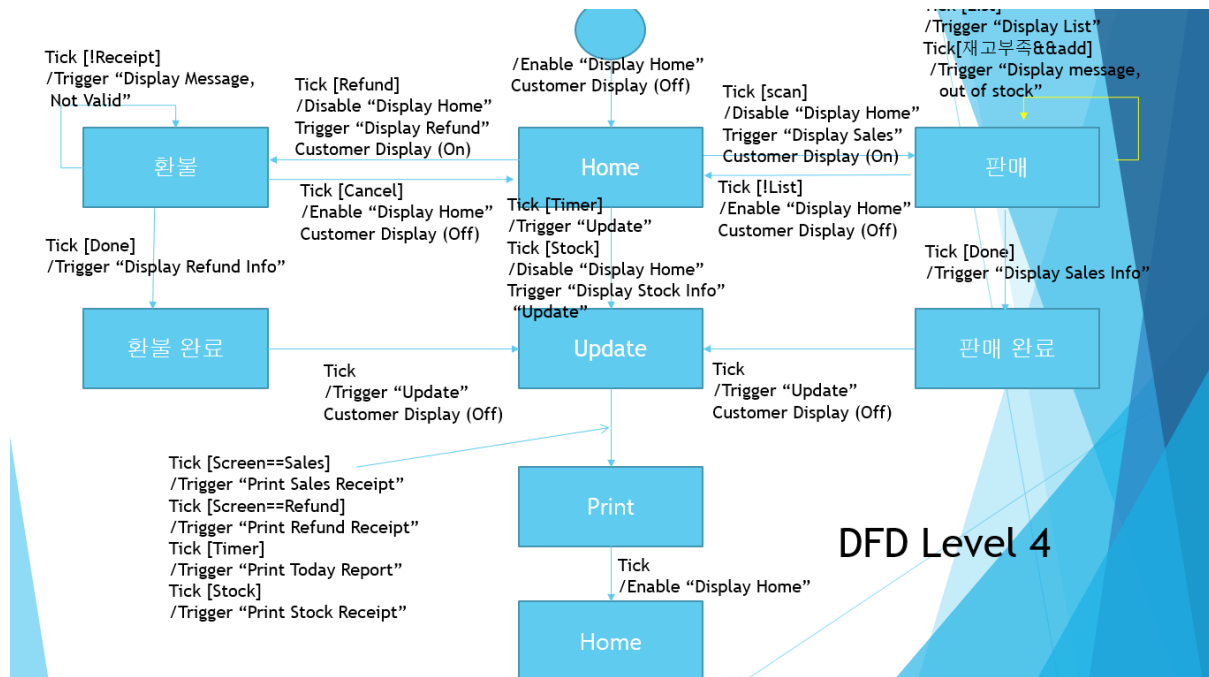 Tick [!Receipt]
/Trigger “Display Message,
Not Valid”
Tick [Refund]
/Disable “Display Home”
Trigger “Display Refund”
Customer Display (On)
/Enable “Display Home”
Customer Display (Off)
Tick [scan]
/Disable “Display Home”
Trigger “Display Sales”
Customer Display (On)
Tick [List]
/Trigger “Display List”
Tick[재고부족&&add]
/Trigger “Display message,
out of stock”
환불
Home
판매
Tick [Cancel]
/Enable “Display Home”
Customer Display (Off)
Tick [!List]
/Enable “Display Home”
Customer Display (Off)
Tick [Done]
/Trigger “Display Refund Info”
Tick [Timer]
/Trigger “Update”
Tick [Stock]
/Disable “Display Home”
Trigger “Display Stock Info”
“Update”
Tick [Done]
/Trigger “Display Sales Info”
환불 완료
Update
판매 완료
Tick
/Trigger “Update”
Customer Display (Off)
Tick
/Trigger “Update”
Customer Display (Off)
Tick [Screen==Sales]
/Trigger “Print Sales Receipt”
Tick [Screen==Refund]
/Trigger “Print Refund Receipt”
Tick [Timer]
/Trigger “Print Today Report”
Tick [Stock]
/Trigger “Print Stock Receipt”
Print
DFD Level 4
Tick
/Enable “Display Home”
Home